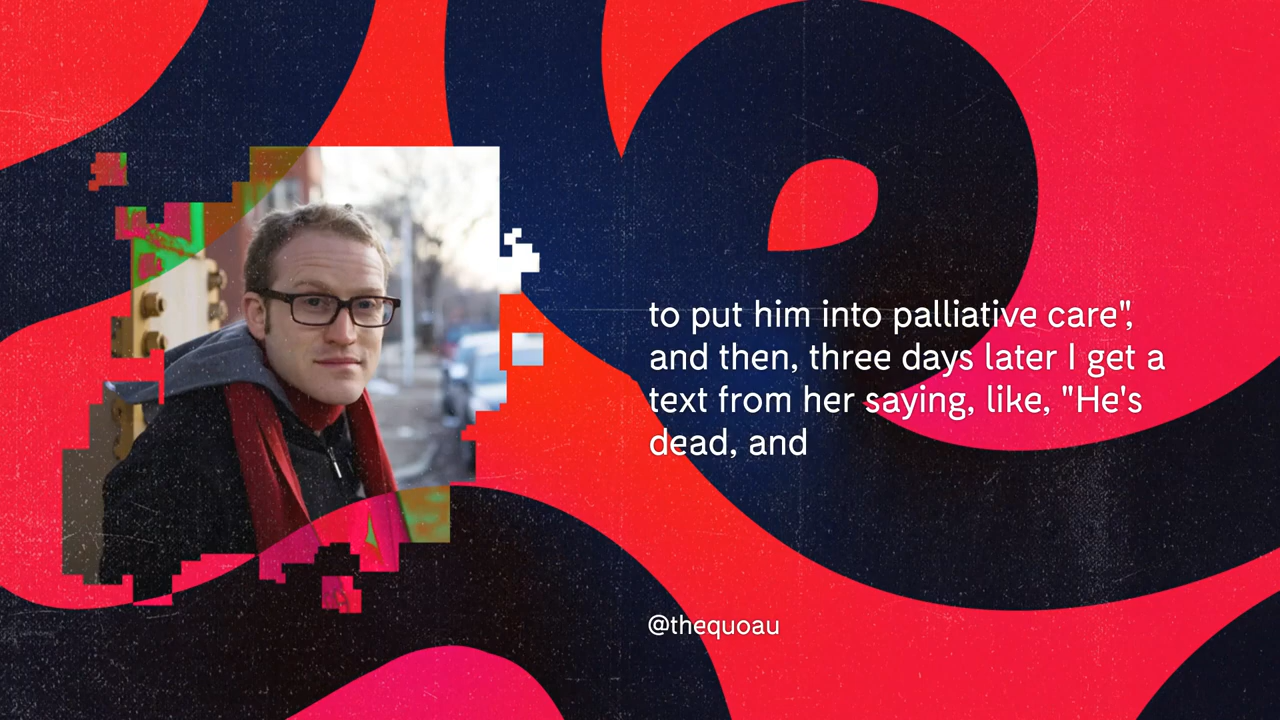 to put him into palliative care",
and then, three days later I get a
text from her saying, like, "He's
dead, and
@thequoau